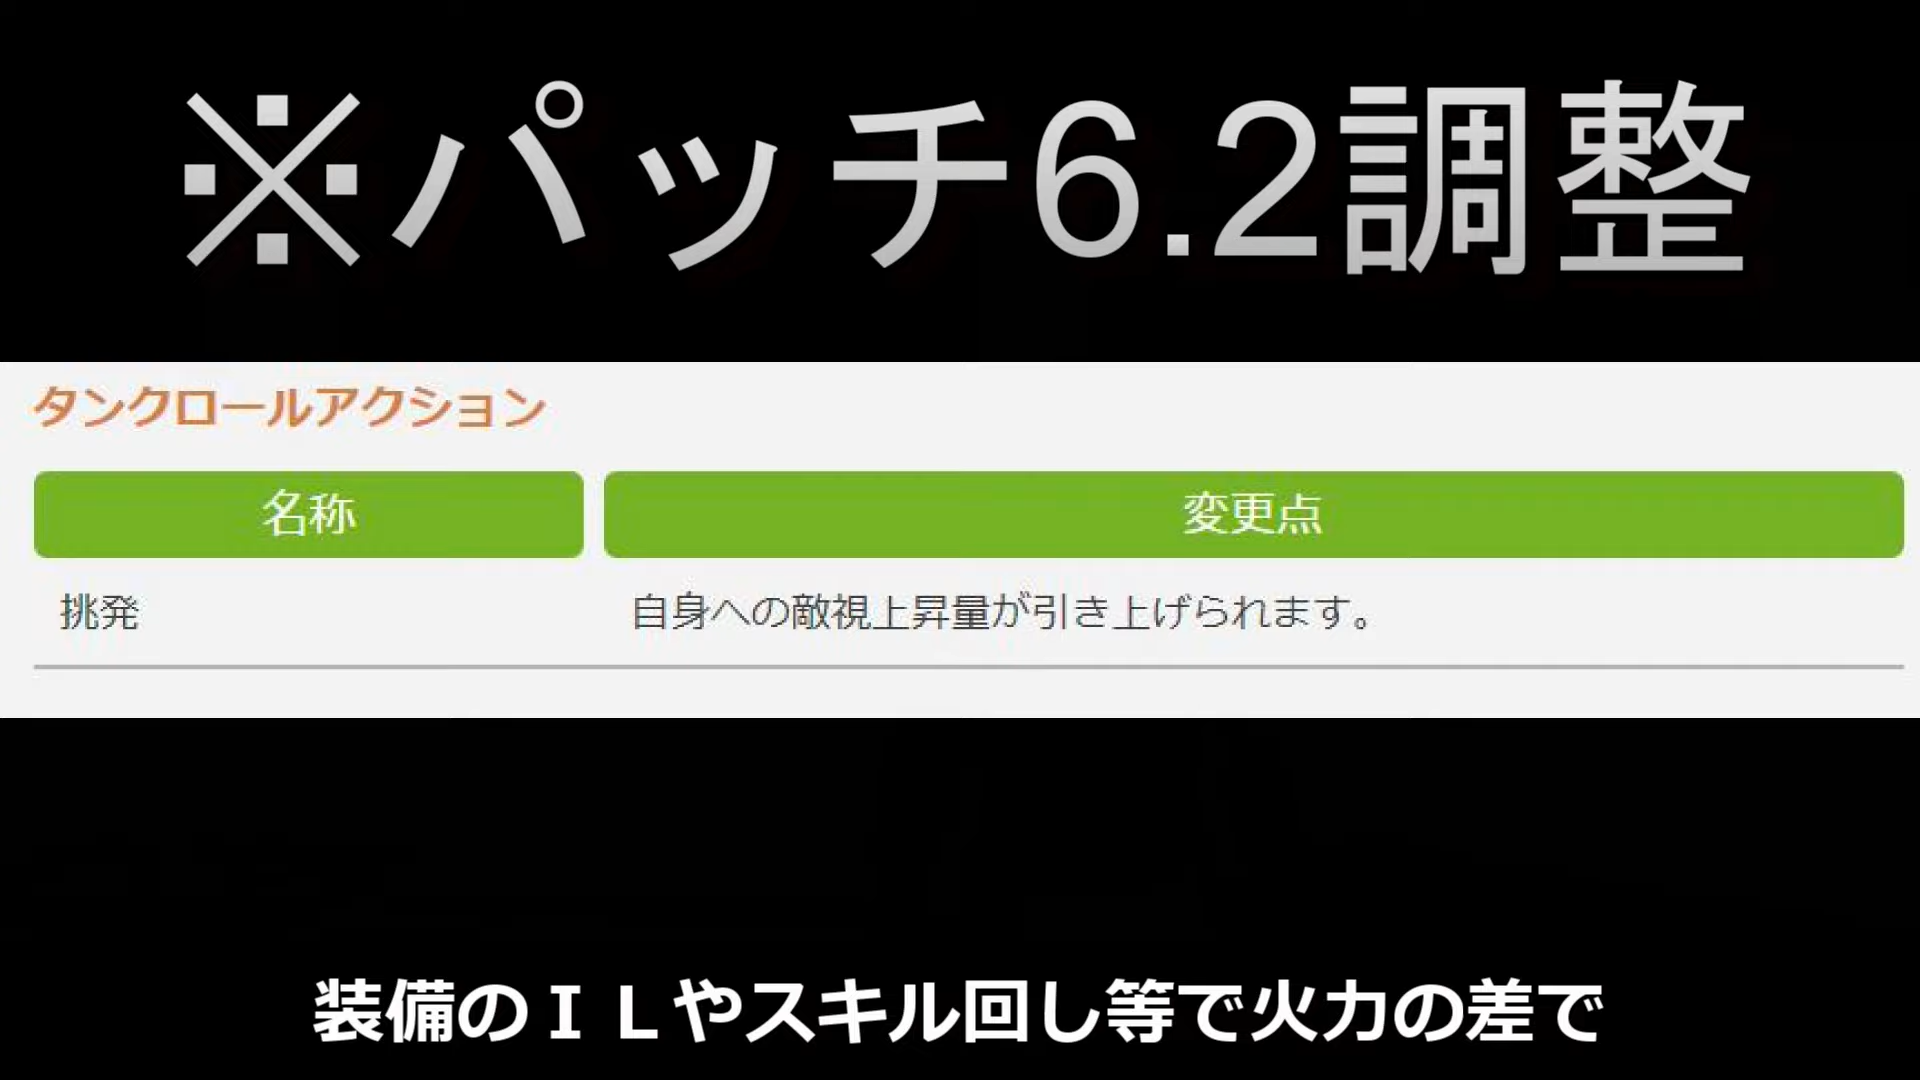 ※パッチ6.2調整
タンクロールアクション
名称
変更点
挑発
自身への敵視上昇量が引き上げられます。
装備のＩＬやスキル回し等で火力の差で